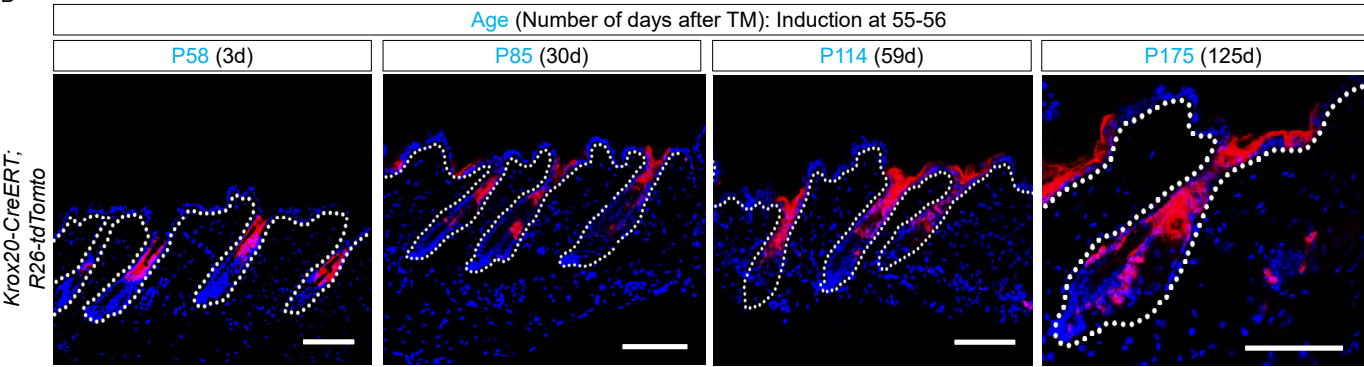 Age (Number of days after TM): Induction at 55-56
P58 (3d)
P85 (30d)
P114 (59d)
P175 (125d)
Krox20-CreERT;
R26-tdTomto